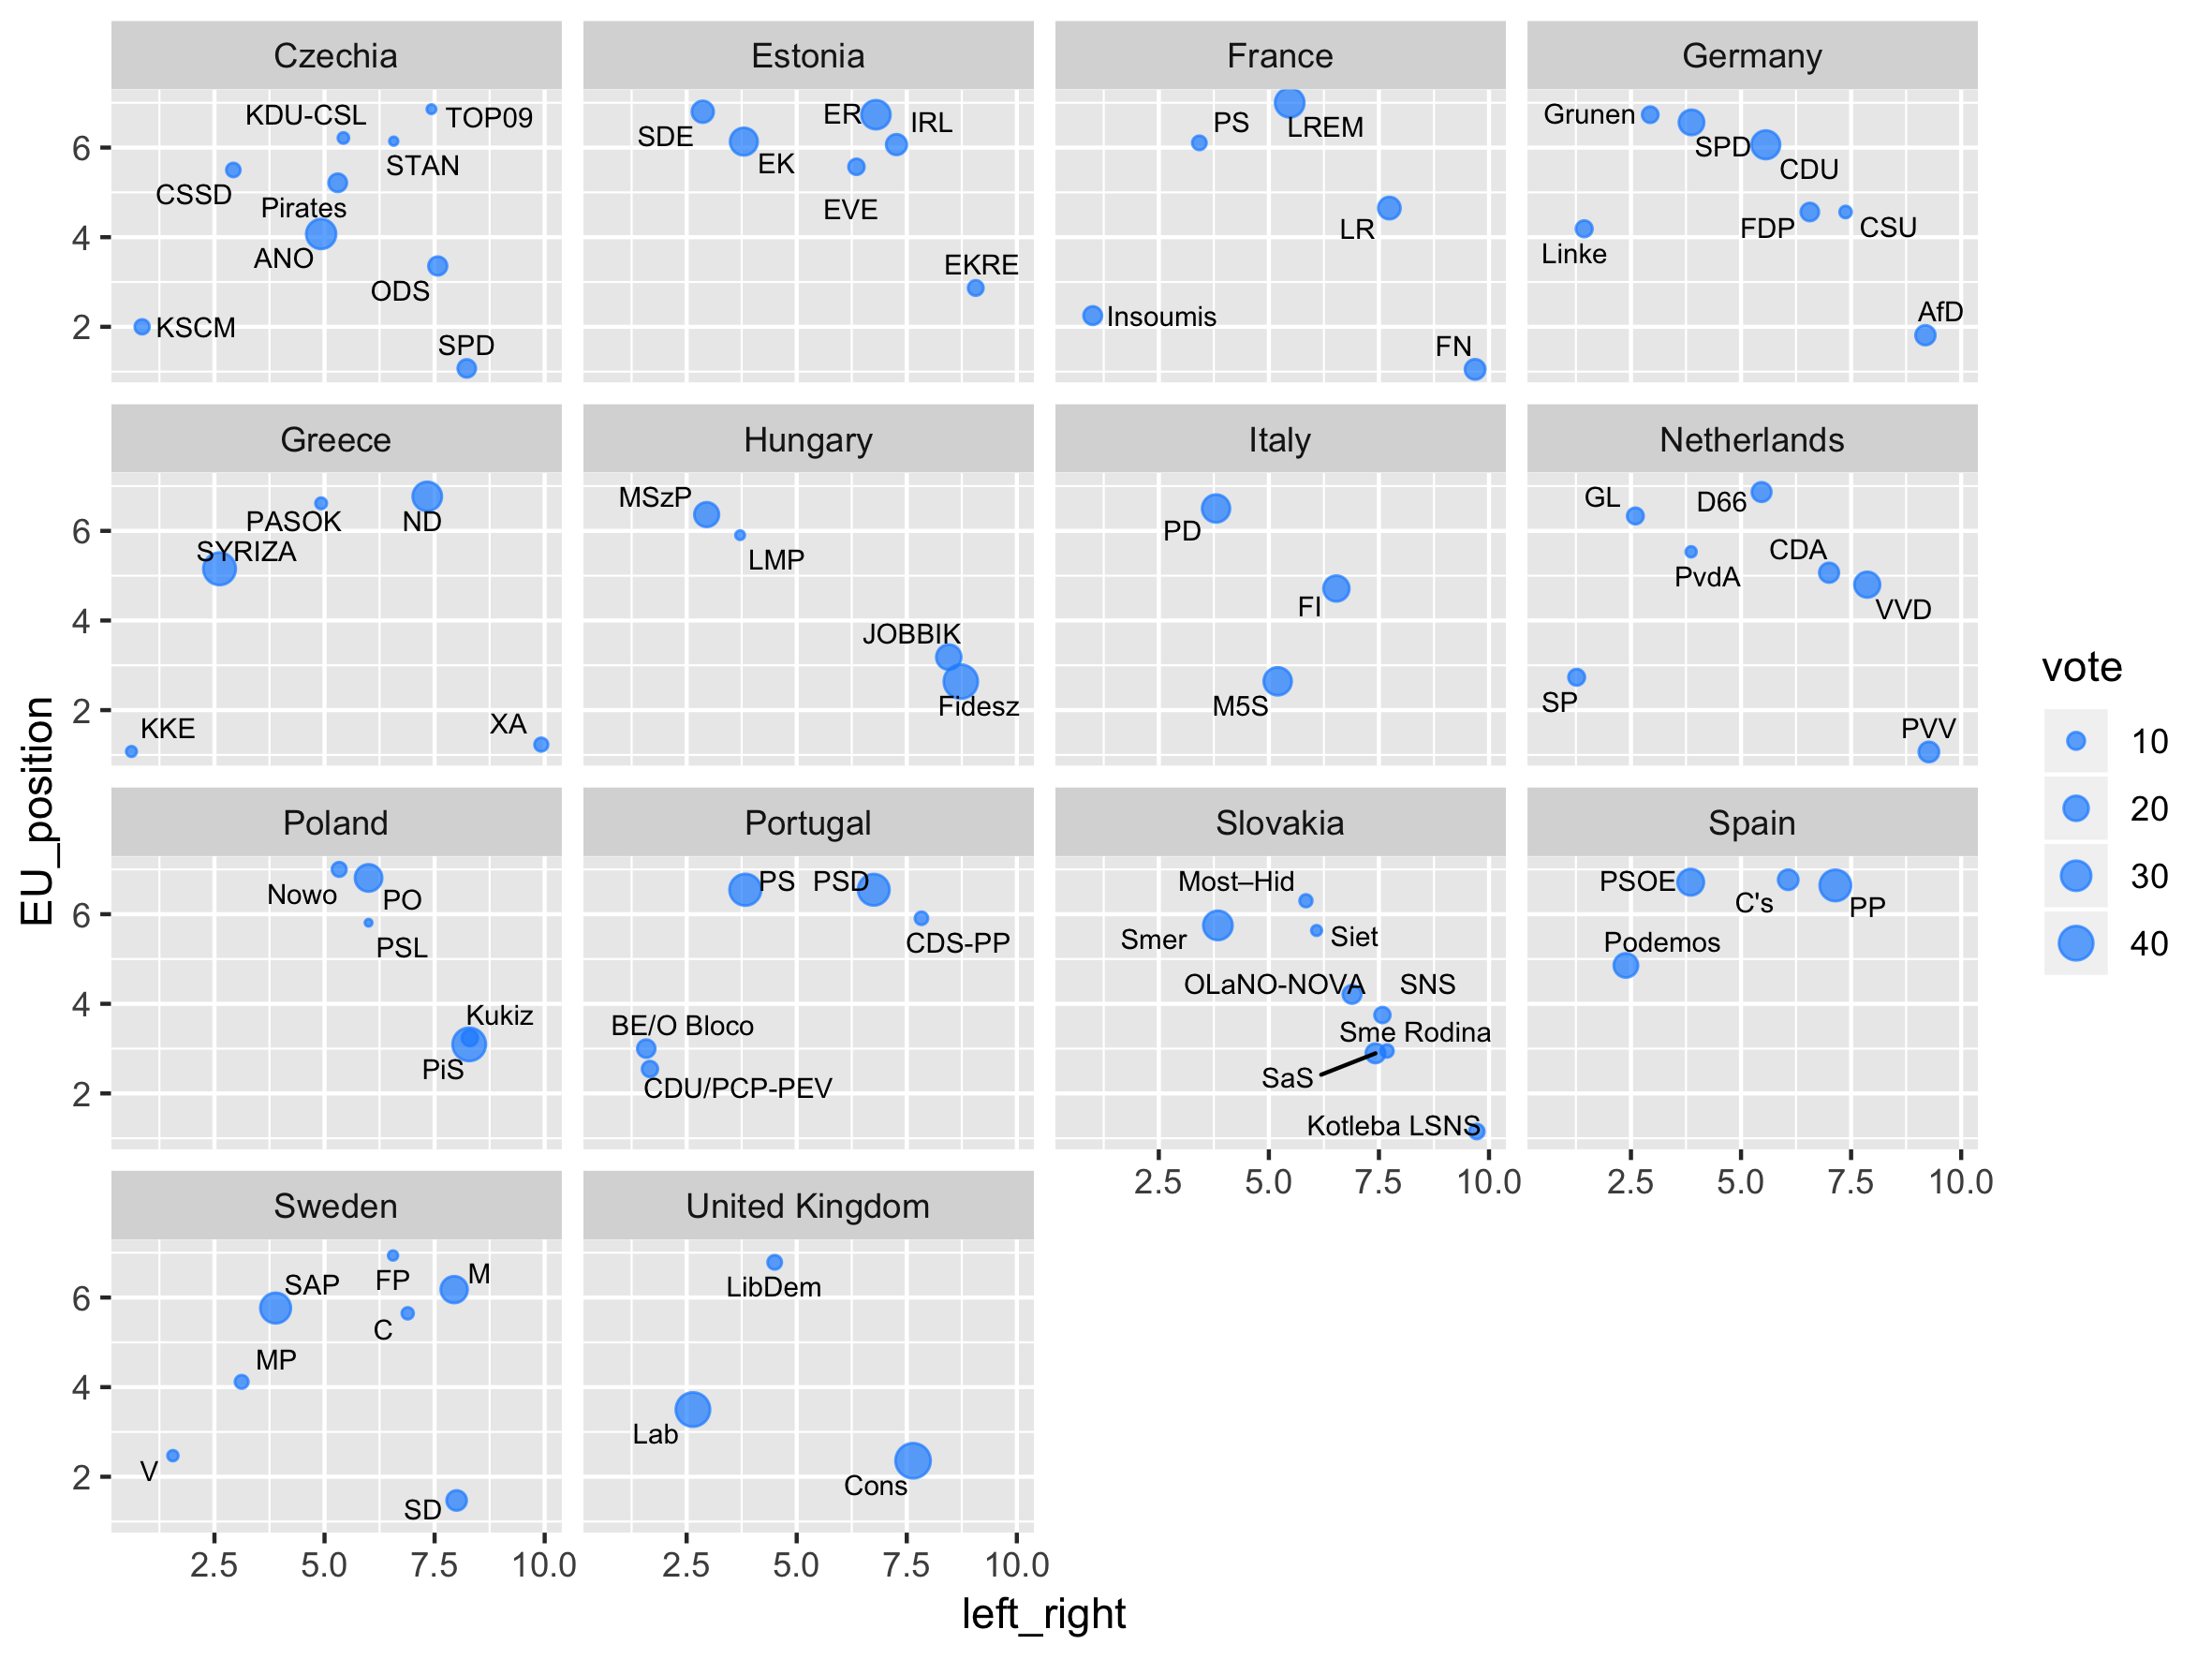 Czechia
Estonia
France
Germany
KDU-CSL
TOP09
STAN
CSSD
Pirates
ANO
ODS
KSCM
SPD
SDE
ER
IRL
EK
EVE
EKRE
PS
LREM
LR
Insoumis
FN
Grunen
SPD
CDU
FDP
CSU
Linke
AfD
6
4
2
Greece
Hungary
Italy
Netherlands
PASOK
ND
SYRIZA
KKE
XA
MSzP
LMP
JOBBIK
Fidesz
PD
FI
M5S
GL
D66
CDA
PvdA
VVD
SP
PVV
6
4
2
Poland
Portugal
Slovakia
Spain
Nowo
PO
PSL
Kukiz
PiS
PS
PSD
CDS-PP
BE/O Bloco
CDU/PCP-PEV
Most–Hid
Smer
Siet
OLaNO-NOVA
SNS
Sme Rodina
SaS
Kotleba LSNS
PSOE
C's
PP
Podemos
6
4
2
2.5 5.0 7.5 10.0
2.5 5.0 7.5 10.0
Sweden
United Kingdom
SAP
FP
M
C
MP
V
SD
LibDem
Lab
Cons
6
4
2
2.5 5.0 7.5 10.0
2.5 5.0 7.5 10.0
left_right
EU_position
vote
10
20
30
40